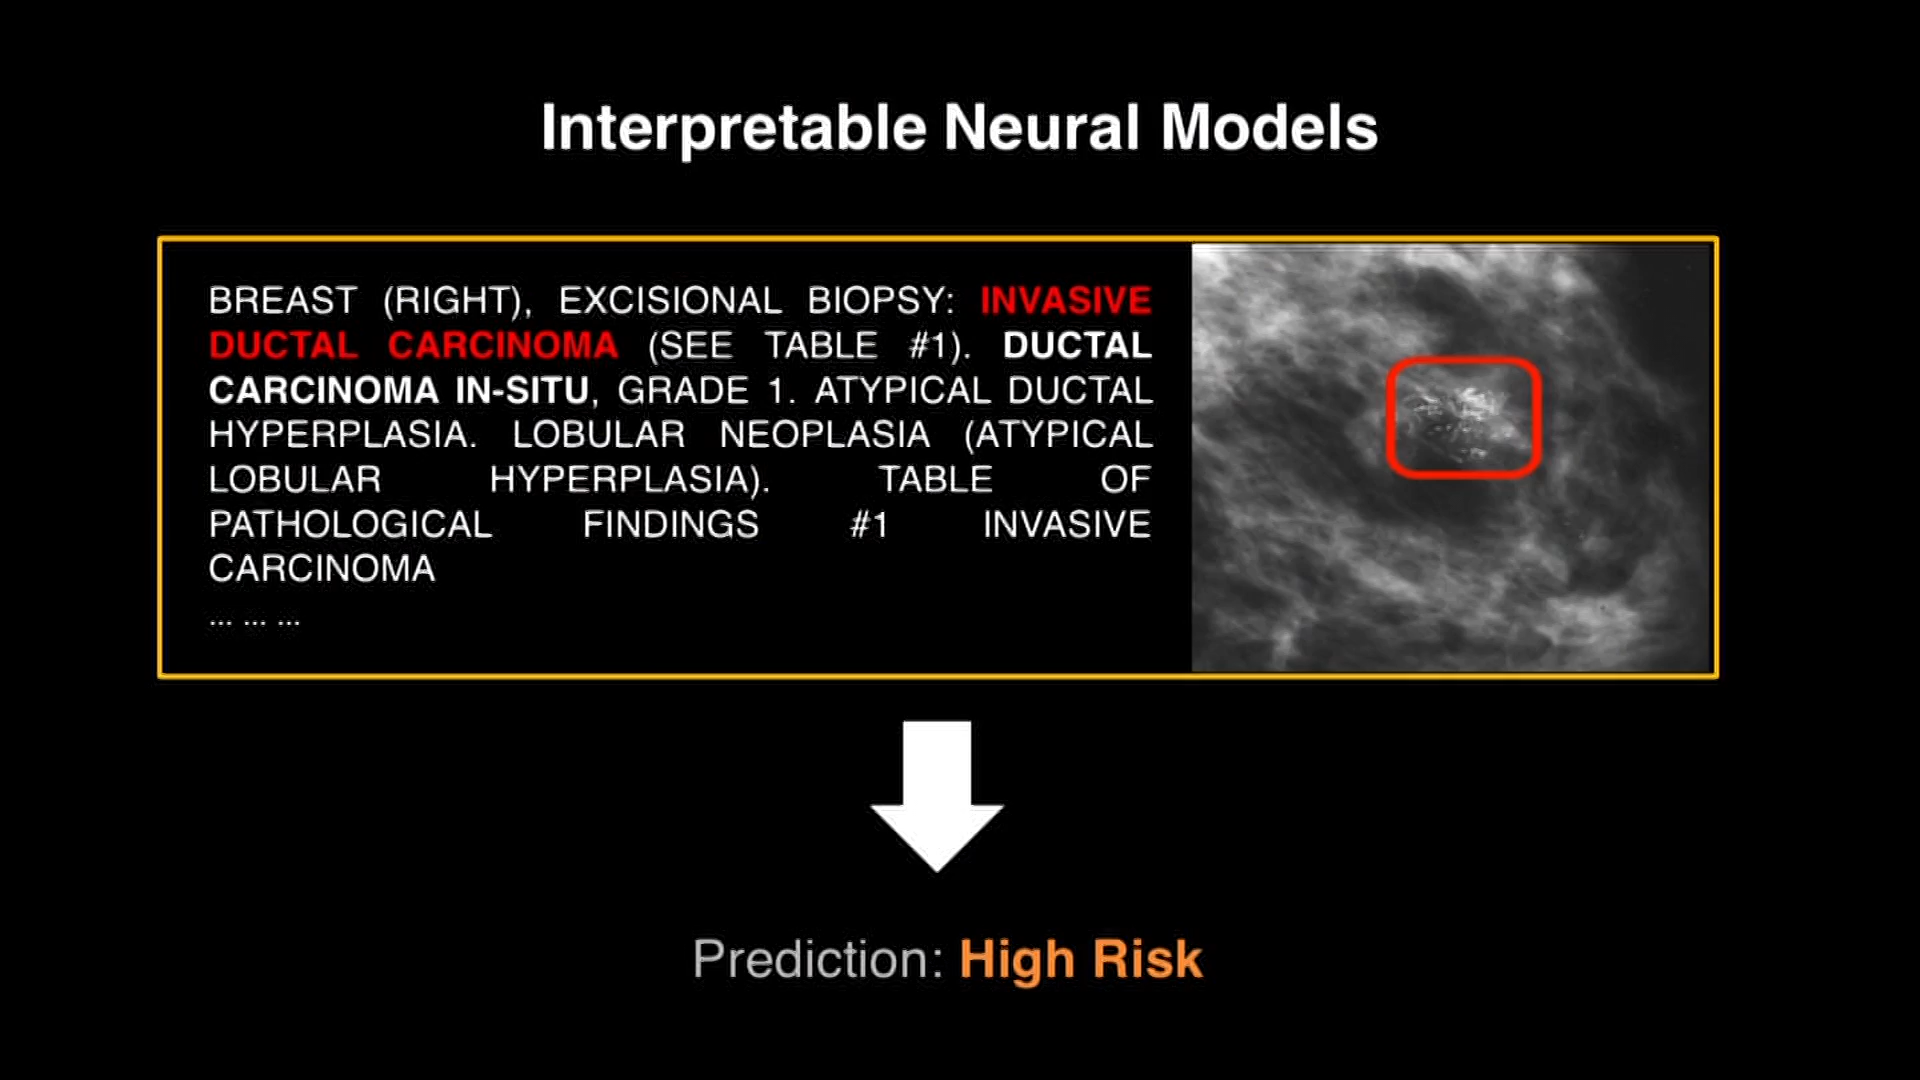 Interpretable Neural Models
BREAST (RIGHT), EXCISIONAL BIOPSY: INVASIVE
DUCTAL CARCINOMA (SEE TABLE #1). DUCTAL
CARCINOMA IN-SITU, GRADE 1. ATYPICAL DUCTAL
HYPERPLASIA. LOBULAR NEOPLASIA (ATYPICAL
LOBULAR HYPERPLASIA). TABLE OF
PATHOLOGICAL FINDINGS #1 INVASIVE
CARCINOMA
... ... ...
Prediction: High Risk